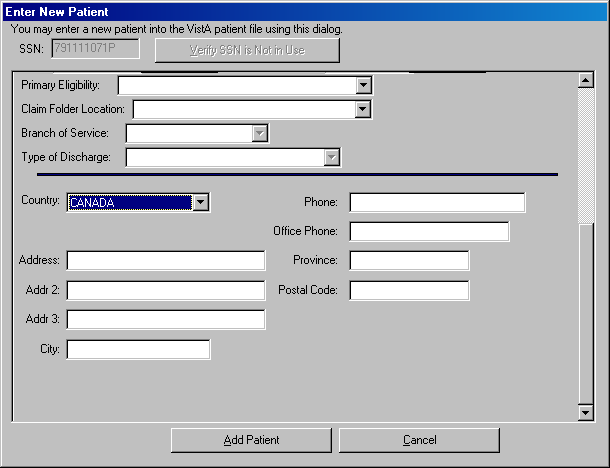 Enter New Patient
You may enter a new patient into the VistA patient file using this dialog.
SSN: 791111071P Verify SSN is Not in Use
Primary Eligibility:
Claim Folder Location:
Branch of Service:
Type of Discharge:
Country: CANADA Phone:
Office Phone:
Address: Province:
Addr 2: Postal Code:
Addr 3:
City:
Add Patient Cancel